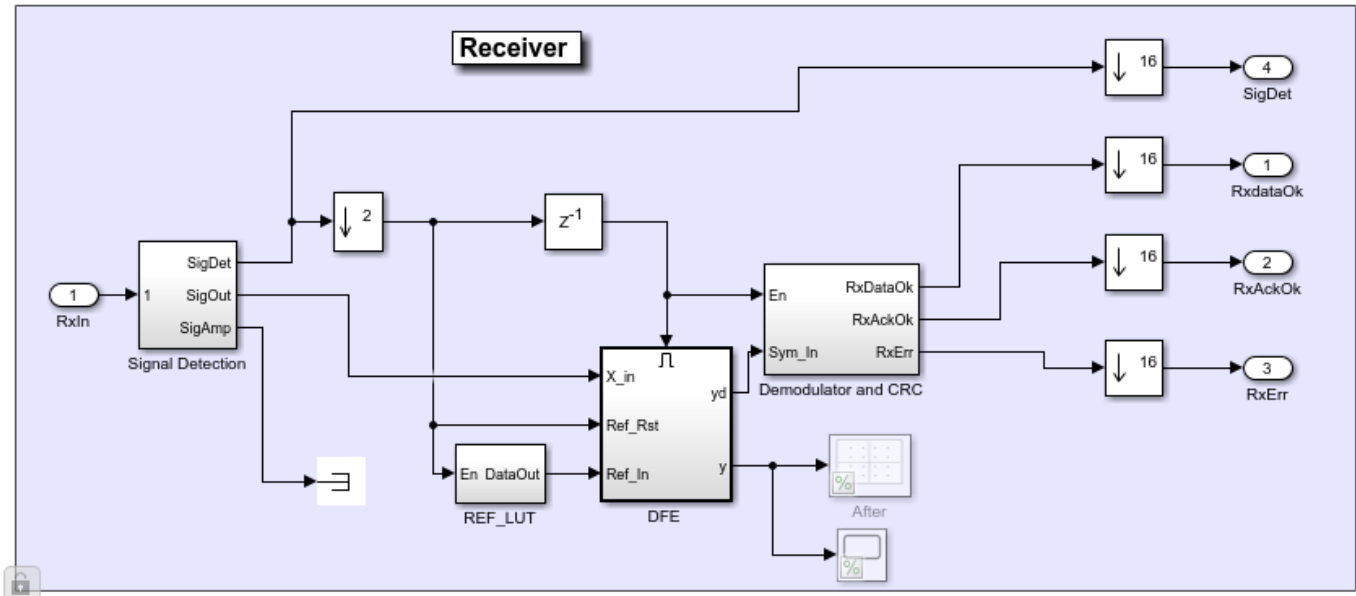 Receiver
16
4
SigDet
16
1
RxdataOk
2
Z-1
SigDet
1
RxIn
1
SigOut
SigAmp
Signal Detection
En
RxDataOk
RxAckOk
Sym_In
RxErr
Demodulator and CRC
16
2
RxAckOk
16
3
RxErr
X_in
yd
Ref_Rst
Ref_In
y
DFE
En DataOut
REF_LUT
%
After
%